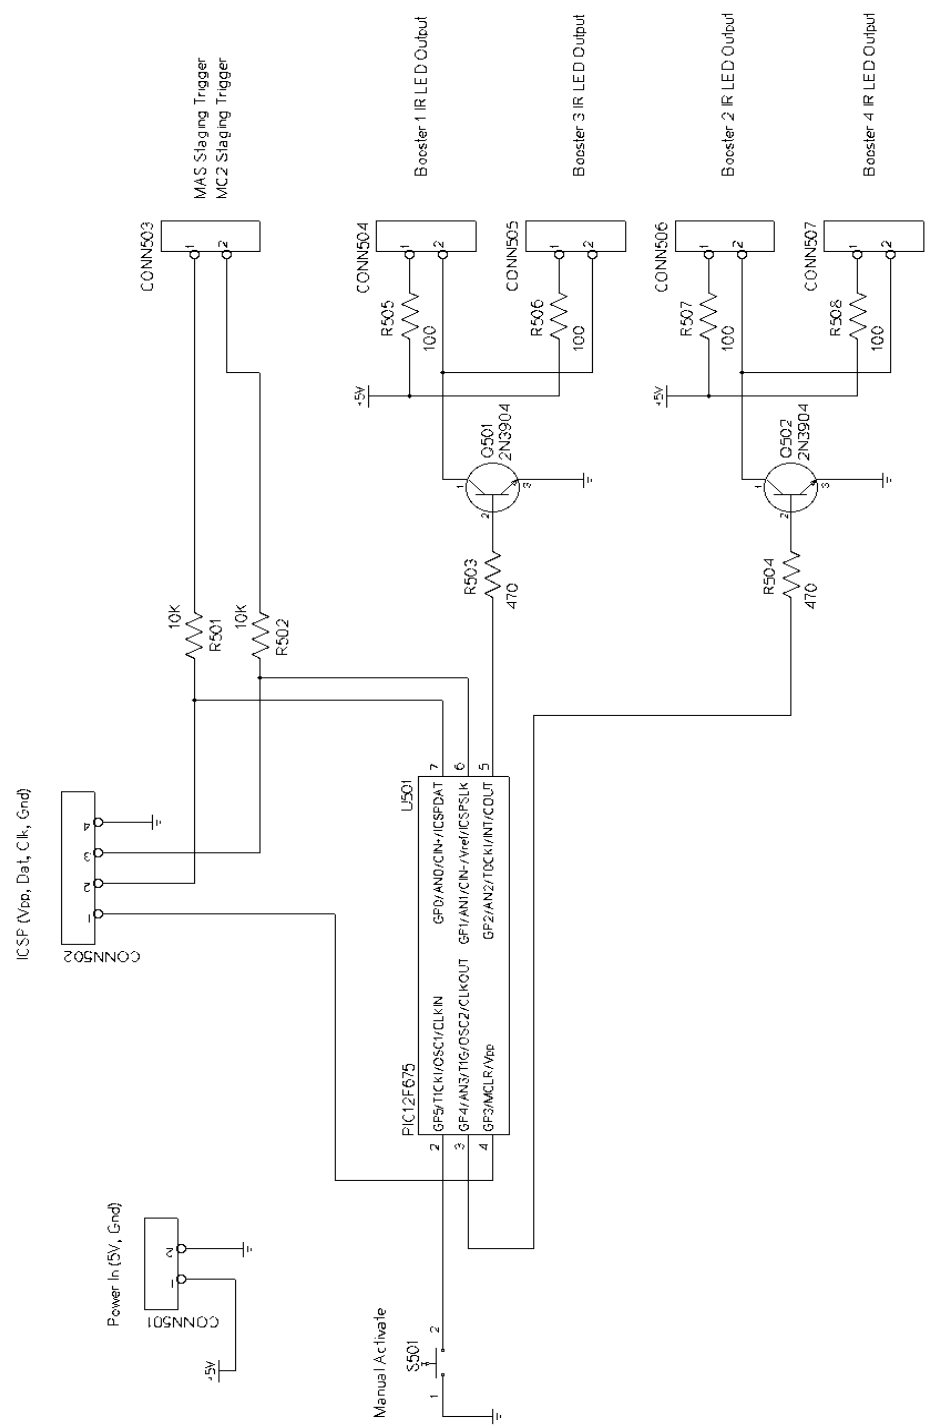 MAS Staging Trigger
MC2 Staging Trigger
Booster 1 IR LED Output
Booster 3 IR LED Output
Booster 2 IR LED Output
Booster 4 IR LED Output
CONN503
1
2
CONN504
1
2
CONN505
1
2
CONN506
1
2
CONN507
1
2
R505
100
R506
100
R507
100
R508
100
+5V
+5V
Q501
2N3904
1
2
3
Q502
2N3904
1
2
3
R503
470
R504
470
10K
R501
10K
R502
ICSP (Vpp, Dat, Clk, Gnd)
4
3
2
1
CONN502
U501
PIC12F675
7
6
5
GP0/AN0/CIN+/ICSPDAT
GP1/AN1/CIN-/Vref/ICSPSLK
GP2/AN2/T0CKI/INT/COUT
GP5/T1CKI/OSC1/CLKIN
GP4/AN3/T1G/OSC2/CLKOUT
GP3/MCLR/Vpp
2
3
4
Power In (5V, Gnd)
2
1
CONN501
+5V
Manual Activate
S501
2
1